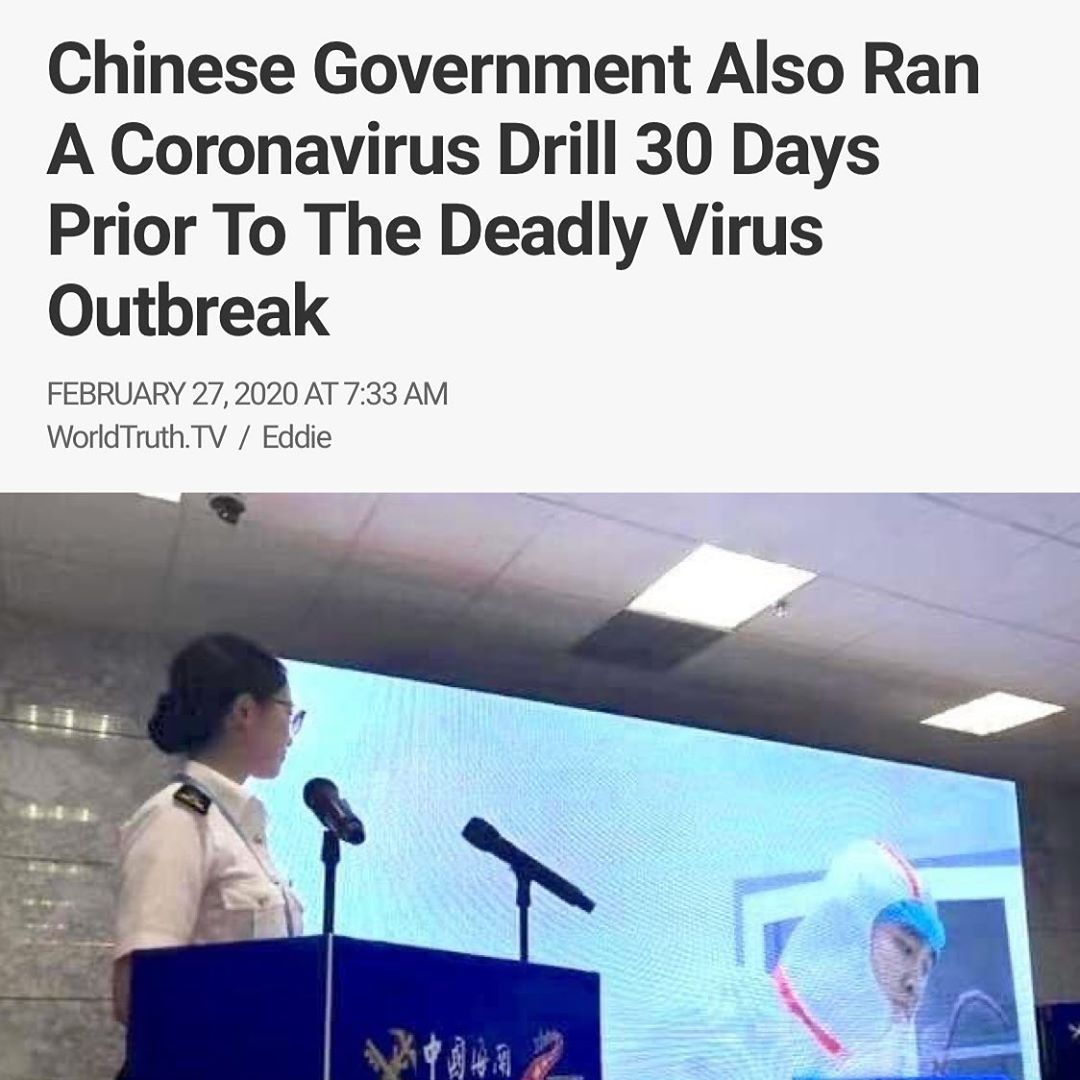 Chinese Government Also Ran
A Coronavirus Drill 30 Days
Prior To The Deadly Virus
Outbreak
FEBRUARY 27, 2020 AT 7:33 AM
WorldTruth.TV / Eddie
中國海关